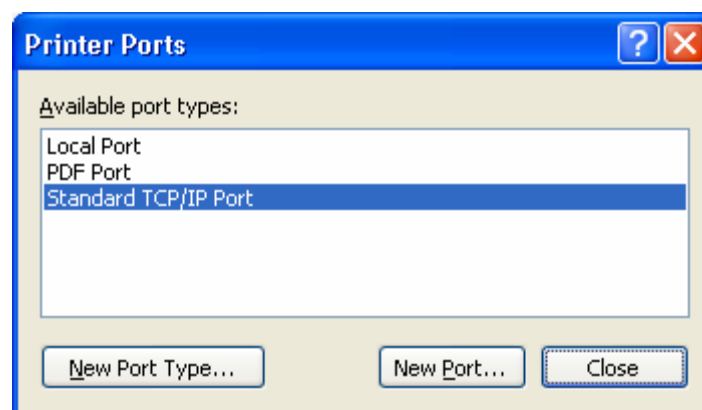 Printer Ports
Available port types:
Local Port
PDF Port
Standard TCP/IP Port
New Port Type... New Port... Close